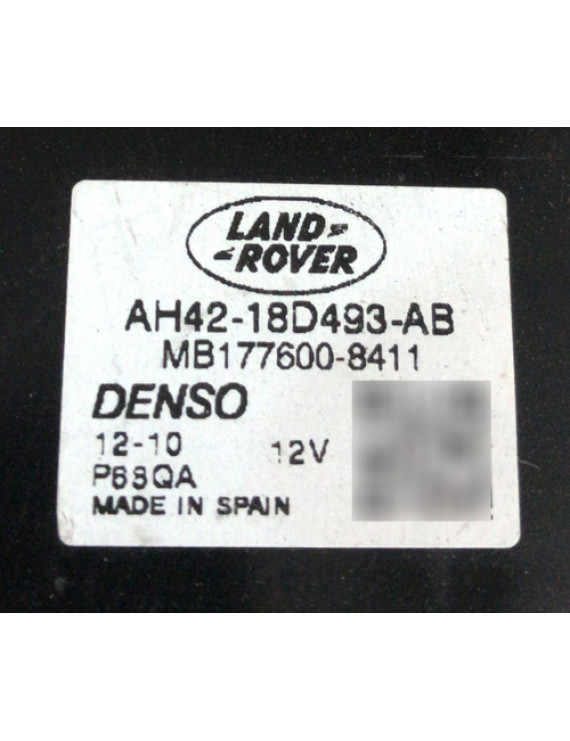 LAND
ROVER
AH42-18D493-AB
MB177600-8411
DENSO
12-10 12V
P68QA
MADE IN SPAIN